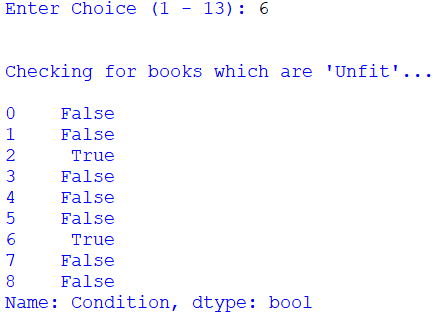 Enter Choice (1 - 13): 6
Checking for books which are 'Unfit'...
0    False
1    False
2     True
3    False
4    False
5    False
6     True
7    False
8    False
Name: Condition, dtype: bool